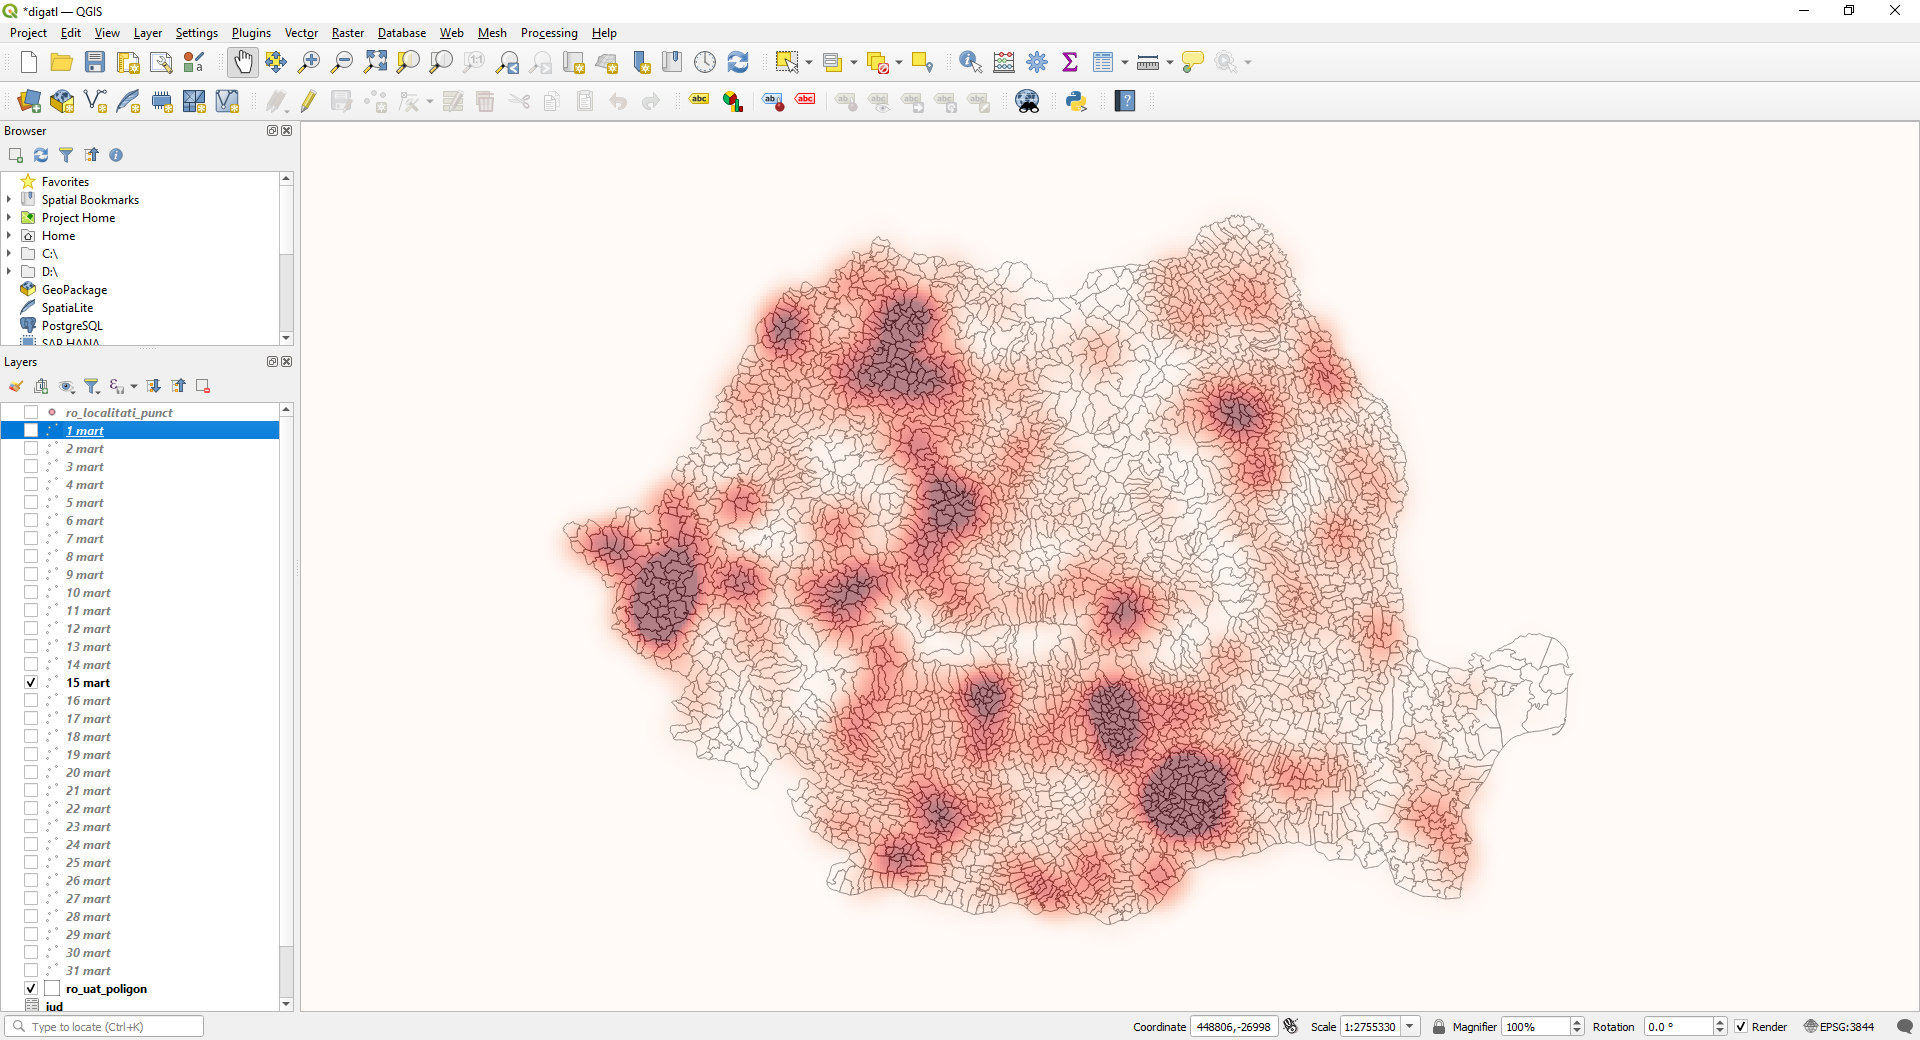 *digatl — QGIS
Project Edit View Layer Settings Plugins Vector Raster Database Web Mesh Processing Help
Browser
Favorites
Spatial Bookmarks
Project Home
Home
C:\
D:\
GeoPackage
SpatiaLite
PostgreSQL
SAP HANA
Layers
ro_localitati_punct
1 mart
2 mart
3 mart
4 mart
5 mart
6 mart
7 mart
8 mart
9 mart
10 mart
11 mart
12 mart
13 mart
14 mart
15 mart
16 mart
17 mart
18 mart
19 mart
20 mart
21 mart
22 mart
23 mart
24 mart
25 mart
26 mart
27 mart
28 mart
29 mart
30 mart
31 mart
ro_uat_poligon
iud
Type to locate (Ctrl+K)
Coordinate 448806,-26998 Scale 1:2755330 Magnifier 100% Rotation 0.0 ° Render EPSG:3844